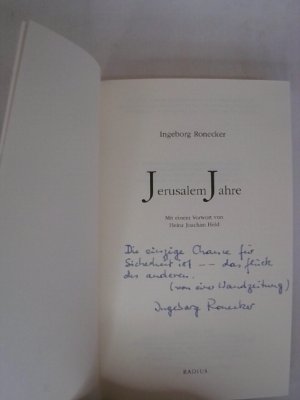 Ingeborg Ronecker
Jerusalem Jahre
Mit einem Vorwort von
Heinz Joachim Held
Die einzige Chance für
Sicherheit ist -- das Glück
des anderen.
(von einer Wandzeitung)
Ingeborg Ronecker
RADIUS